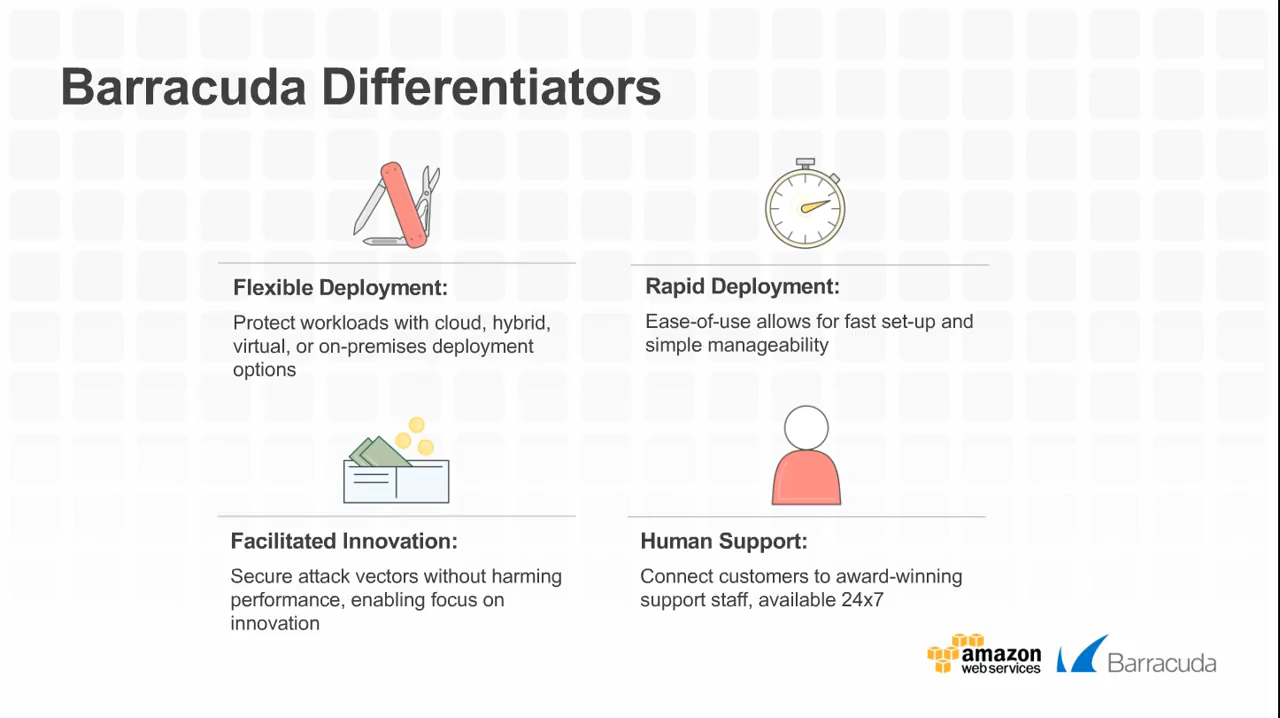 Barracuda Differentiators
Flexible Deployment:
Protect workloads with cloud, hybrid,
virtual, or on-premises deployment
options
Rapid Deployment:
Ease-of-use allows for fast set-up and
simple manageability
Facilitated Innovation:
Secure attack vectors without harming
performance, enabling focus on
innovation
Human Support:
Connect customers to award-winning
support staff, available 24x7
amazon
webservices
Barracuda